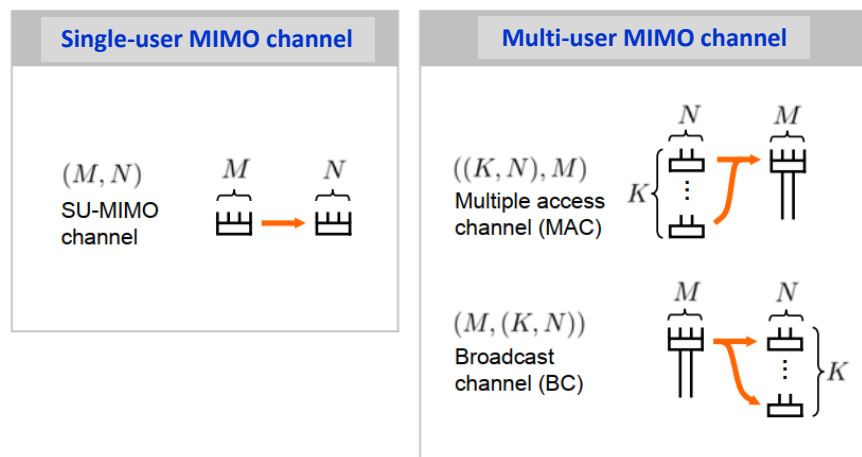 Single-user MIMO channel
(M, N)
SU-MIMO
channel
M
N
Multi-user MIMO channel
((K, N), M)
Multiple access
channel (MAC)
N
M
K
⋮
(M, (K, N))
Broadcast
channel (BC)
M
N
⋮
K